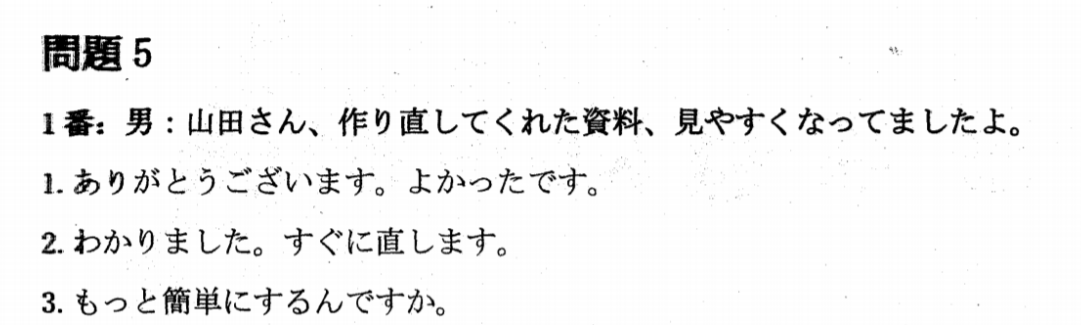 問題5
1番：男：山田さん、作り直してくれた資料、見やすくなってましたよ。
1. ありがとうございます。よかったです。
2. わかりました。すぐに直します。
3. もっと簡単にするんですか。